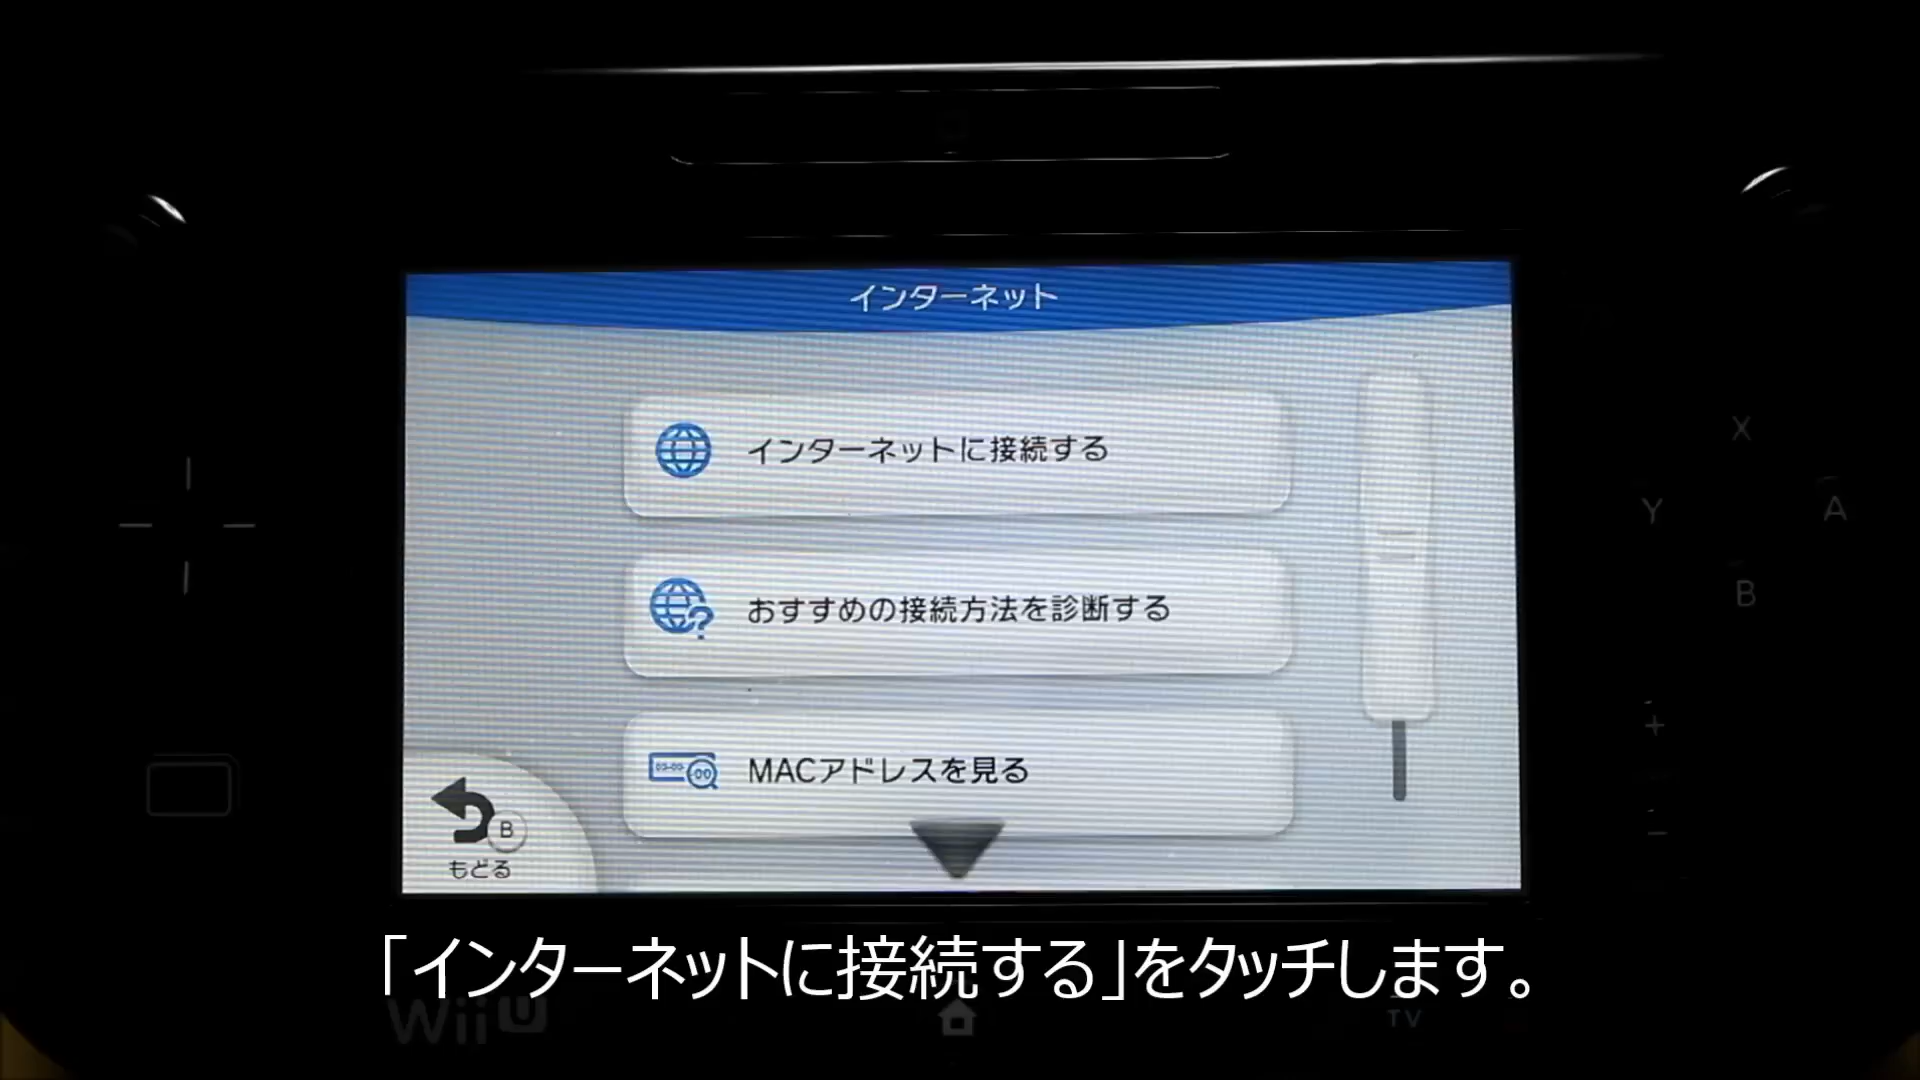 インターネット
インターネットに接続する
おすすめの接続方法を診断する
MACアドレスを見る
B
もどる
X
Y
A
B
「インターネットに接続する」をタッチします。
Wii U
TV